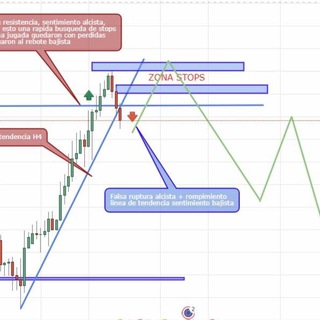 resistencia, sentimiento alcista,
esto una rapida busqueda de stops
a jugada quedaron con perdidas
aron al rebote bajista
ZONA STOPS
tendencia H4
Falsa ruptura alcista + rompimiento
linea de tendencia sentimiento bajista